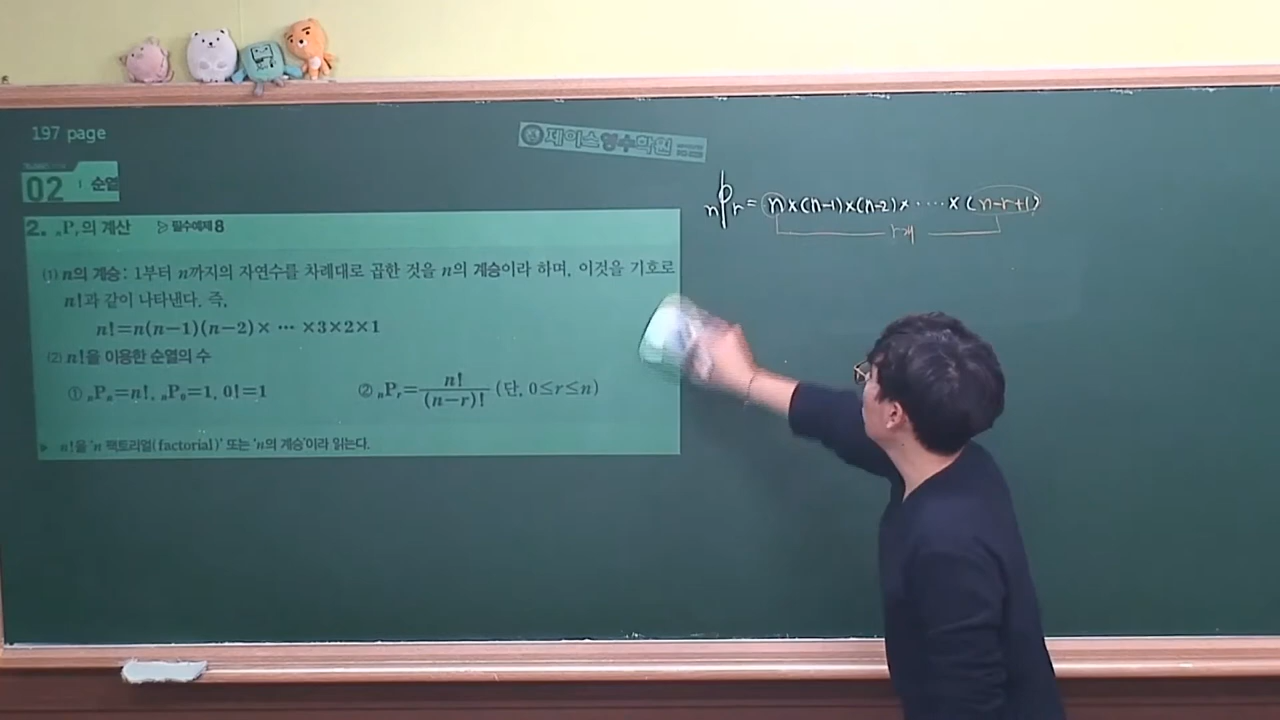 197 page
제이스영수학원
02 순열
2. ₙPᵣ의 계산 ▷ 필수예제 8
(1) n의 계승: 1부터 n까지의 자연수를 차례대로 곱한 것을 n의 계승이라 하며, 이것을 기호로
n!과 같이 나타낸다. 즉,
n!=n(n-1)(n-2)× ⋯ ×3×2×1
(2) n!을 이용한 순열의 수
① ₙPₙ=n!, ₙP₀=1, 0!=1 ② ₙPᵣ=n!/(n-r)! (단, 0≤r≤n)
▶ n!을 'n 팩토리얼(factorial)' 또는 'n의 계승'이라 읽는다.
ₙPᵣ = n×(n-1)×(n-2)× ⋯⋯ ×(n-r+1)
r개